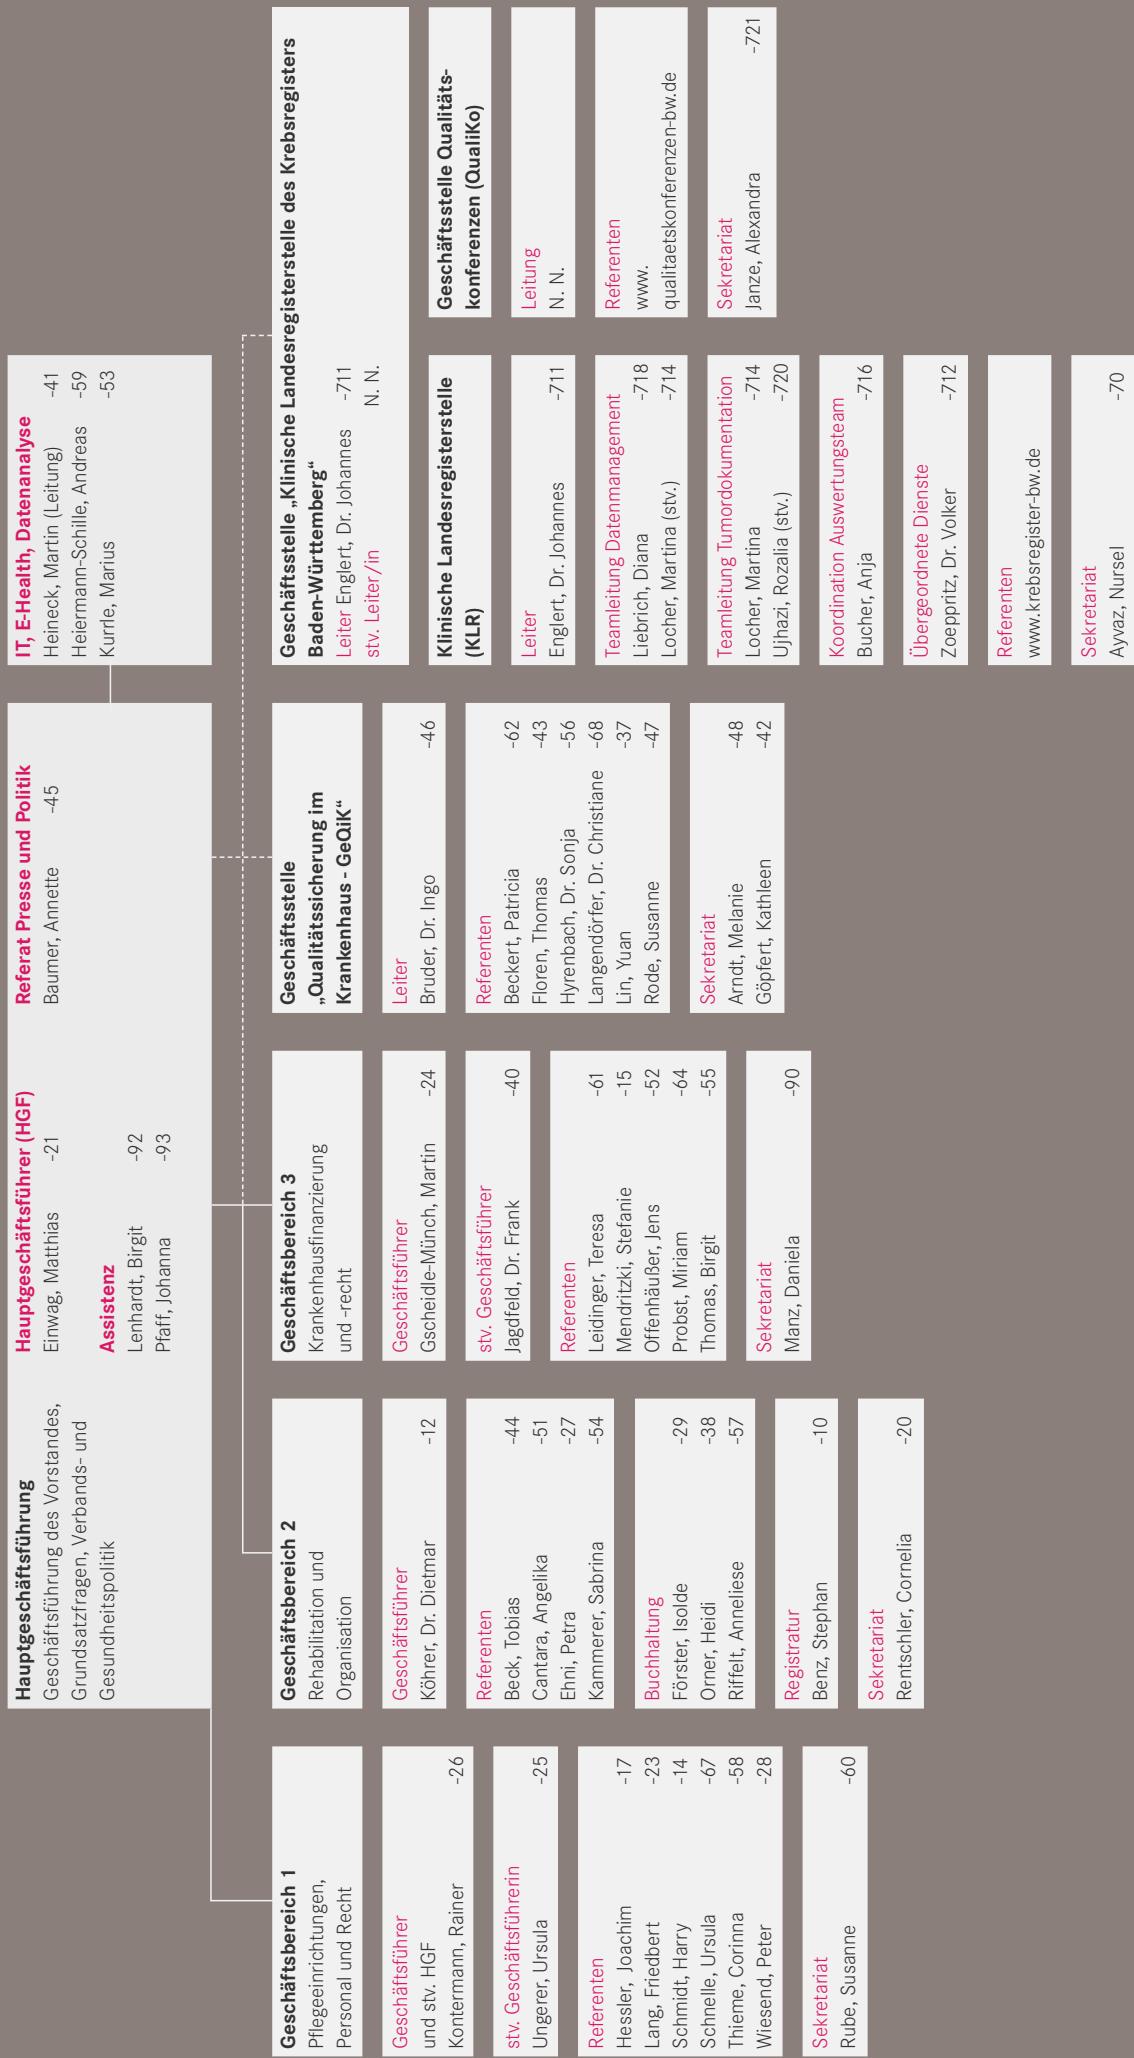 Hauptgeschäftsführung
Geschäftsführung des Vorstandes,
Grundsatzfragen, Verbands- und
Gesundheitspolitik
Hauptgeschäftsführer (HGF)
Einwag, Matthias -21
Assistenz
Lenhardt, Birgit -92
Pfaff, Johanna -93
Referat Presse und Politik
Baumer, Annette -45
IT, E-Health, Datenanalyse
Heineck, Martin (Leitung) -41
Heiermann-Schille, Andreas -59
Kurrle, Marius -53
Geschäftsbereich 1
Pflegeeinrichtungen,
Personal und Recht
Geschäftsführer
und stv. HGF
Kontermann, Rainer -26
stv. Geschäftsführerin
Ungerer, Ursula -25
Referenten
Hessler, Joachim -17
Lang, Friedbert -23
Schmidt, Harry -14
Schnelle, Ursula -67
Thieme, Corinna -58
Wiesend, Peter -28
Sekretariat
Rube, Susanne -60
Geschäftsbereich 2
Rehabilitation und
Organisation
Geschäftsführer
Köhrer, Dr. Dietmar -12
Referenten
Beck, Tobias -44
Cantara, Angelika -51
Ehni, Petra -27
Kammerer, Sabrina -54
Buchhaltung
Förster, Isolde -29
Orner, Heidi -38
Riffelt, Anneliese -57
Registratur
Benz, Stephan -10
Sekretariat
Rentschler, Cornelia -20
Geschäftsbereich 3
Krankenhausfinanzierung
und -recht
Geschäftsführer
Gscheidle-Münch, Martin -24
stv. Geschäftsführer
Jagdfeld, Dr. Frank -40
Referenten
Leidinger, Teresa -61
Mendritzki, Stefanie -15
Offenhäußer, Jens -52
Probst, Miriam -64
Thomas, Birgit -55
Sekretariat
Manz, Daniela -90
Geschäftsstelle
„Qualitätssicherung im
Krankenhaus - GeQiK“
Leiter
Bruder, Dr. Ingo -46
Referenten
Beckert, Patricia -62
Floren, Thomas -43
Hyrenbach, Dr. Sonja -56
Langendörfer, Dr. Christiane -68
Lin, Yuan -37
Rode, Susanne -47
Sekretariat
Arndt, Melanie -48
Göpfert, Kathleen -42
Geschäftsstelle „Klinische Landesregisterstelle des Krebsregisters
Baden-Württemberg“
Leiter Englert, Dr. Johannes -711
stv. Leiter/in N. N.
Klinische Landesregisterstelle
(KLR)
Leiter
Englert, Dr. Johannes -711
Teamleitung Datenmanagement
Liebrich, Diana -718
Locher, Martina (stv.) -714
Teamleitung Tumordokumentation
Locher, Martina -714
Ujhazi, Rozalia (stv.) -720
Koordination Auswertungsteam
Bucher, Anja -716
Übergeordnete Dienste
Zoeppritz, Dr. Volker -712
Referenten
www.krebsregister-bw.de
Sekretariat
Ayvaz, Nursel -70
Geschäftsstelle Qualitäts-
konferenzen (QualiKo)
Leitung
N. N.
Referenten
www.
qualitaetskonferenzen-bw.de
Sekretariat
Janze, Alexandra -721